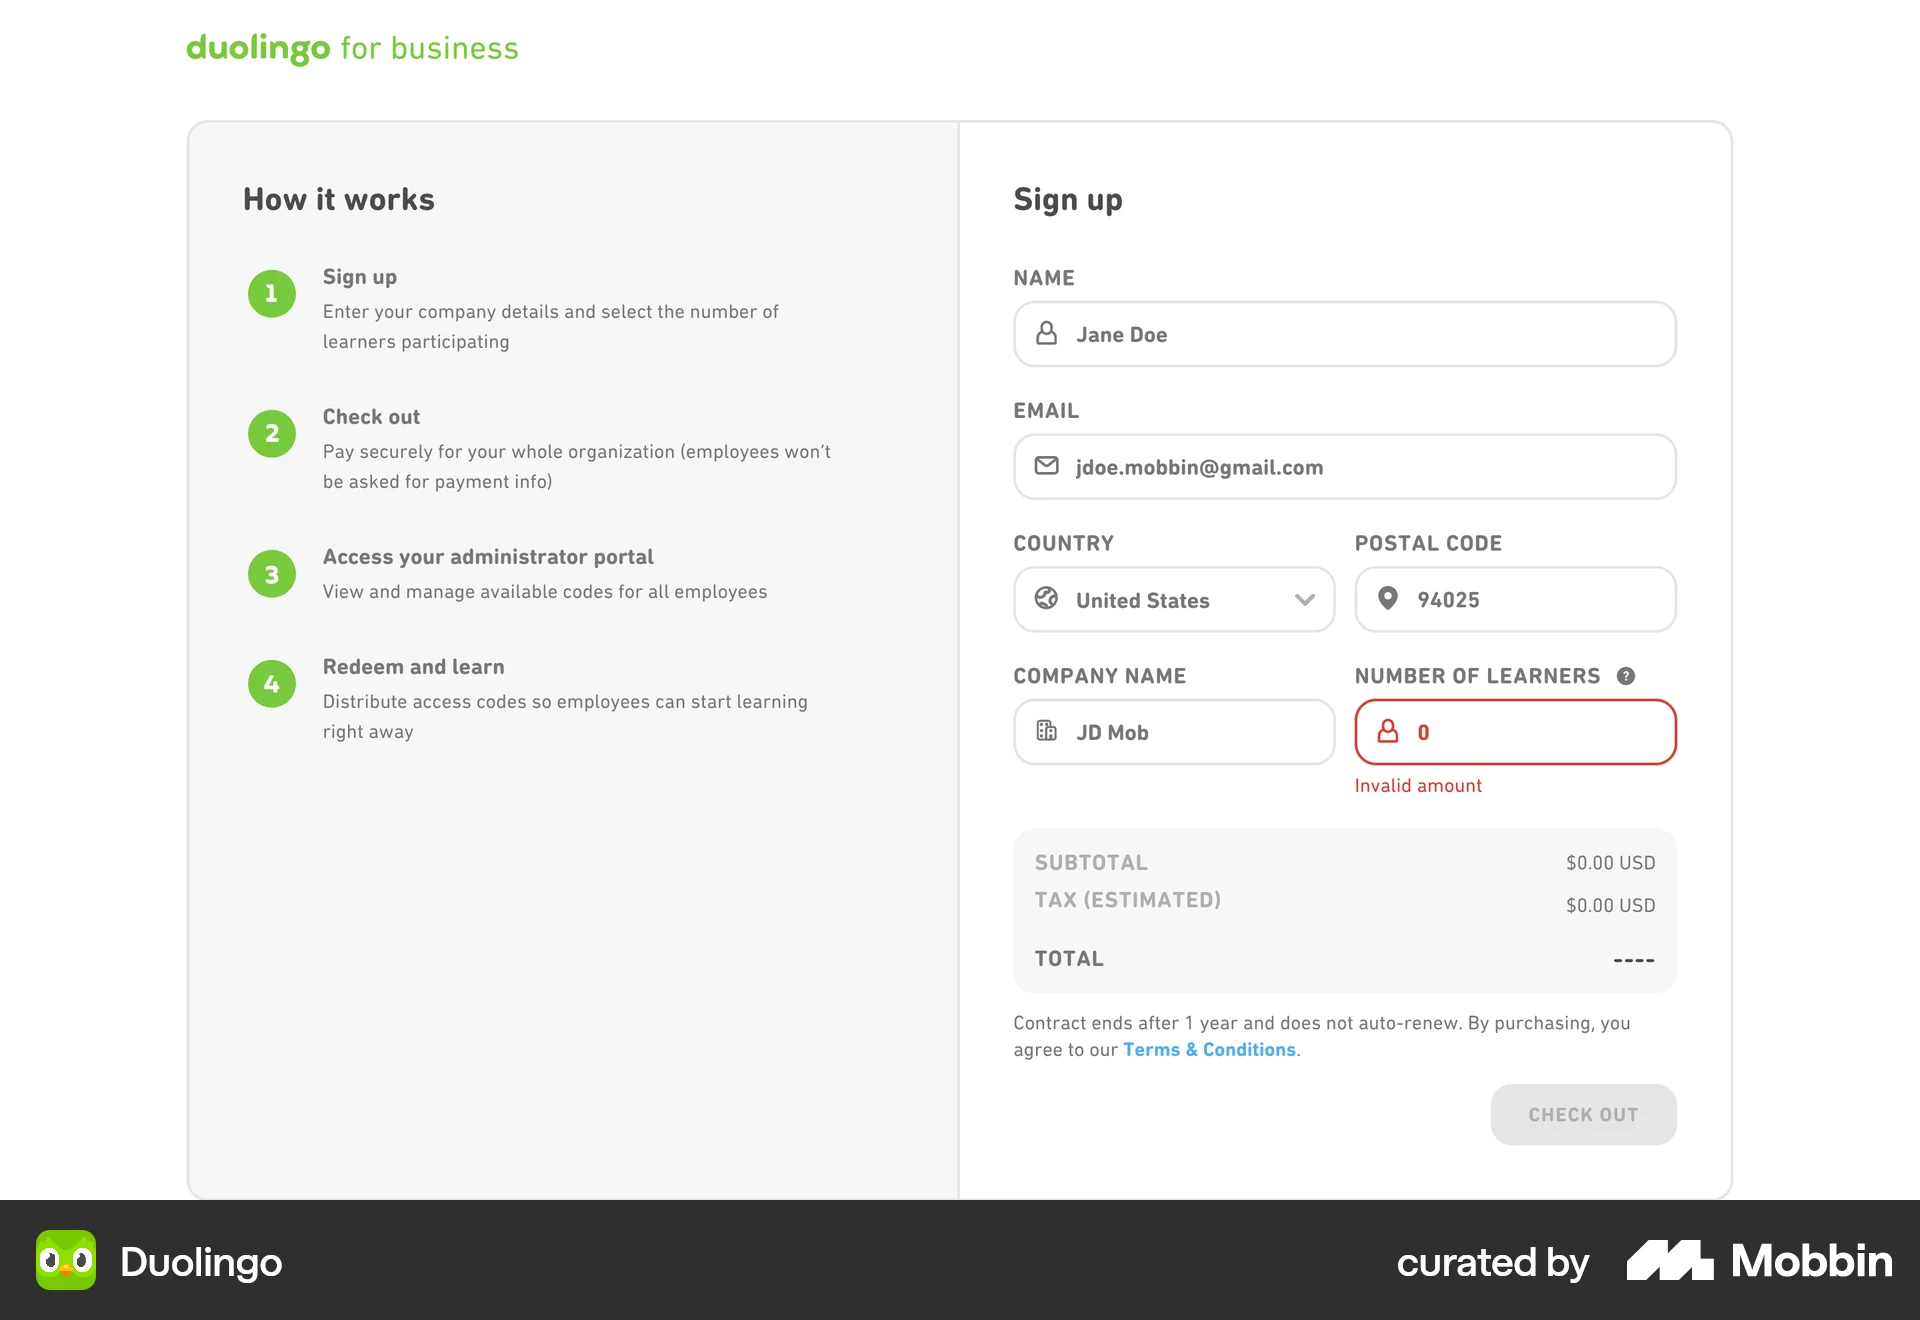 duolingo for business
How it works
1
Sign up
Enter your company details and select the number of
learners participating
2
Check out
Pay securely for your whole organization (employees won't
be asked for payment info)
3
Access your administrator portal
View and manage available codes for all employees
4
Redeem and learn
Distribute access codes so employees can start learning
right away
Sign up
NAME
Jane Doe
EMAIL
jdoe.mobbin@gmail.com
COUNTRY
United States
POSTAL CODE
94025
COMPANY NAME
JD Mob
NUMBER OF LEARNERS ?
0
Invalid amount
SUBTOTAL $0.00 USD
TAX (ESTIMATED) $0.00 USD
TOTAL ----
Contract ends after 1 year and does not auto-renew. By purchasing, you
agree to our Terms & Conditions.
CHECK OUT
Duolingo
curated by Mobbin